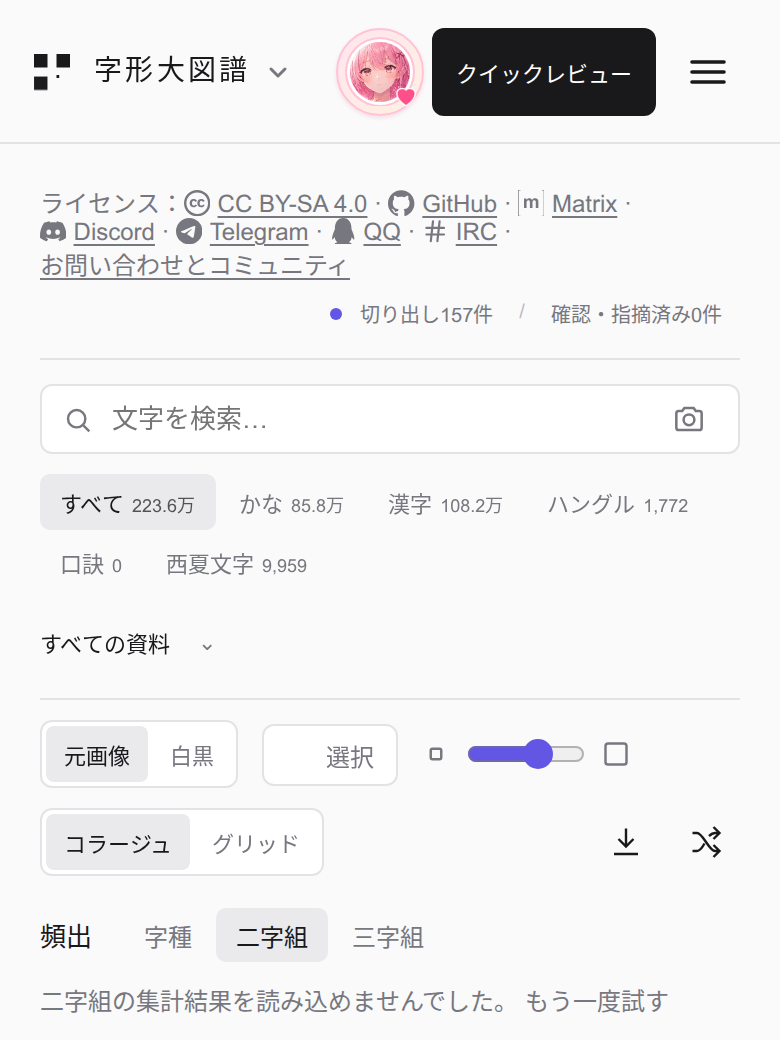 字形大図譜
クイックレビュー
ライセンス：CC BY-SA 4.0 · GitHub · [m] Matrix ·
Discord · Telegram · QQ · IRC ·
お問い合わせとコミュニティ
切り出し157件 / 確認・指摘済み0件
文字を検索…
すべて 223.6万 かな 85.8万 漢字 108.2万 ハングル 1,772
口訣 0 西夏文字 9,959
すべての資料
元画像 白黒 選択
コラージュ グリッド
頻出 字種 二字組 三字組
二字組の集計結果を読み込めませんでした。 もう一度試す